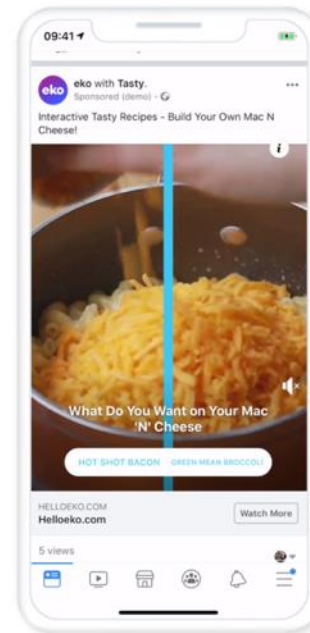 09:41
eko
eko with Tasty.
Sponsored (demo) ·
Interactive Tasty Recipes - Build Your Own Mac N
Cheese!
i
What Do You Want on Your Mac
'N' Cheese
HOT SHOT BACON GREEN MEAN BROCCOLI
HELLOEKO.COM
Helloeko.com
Watch More
5 views